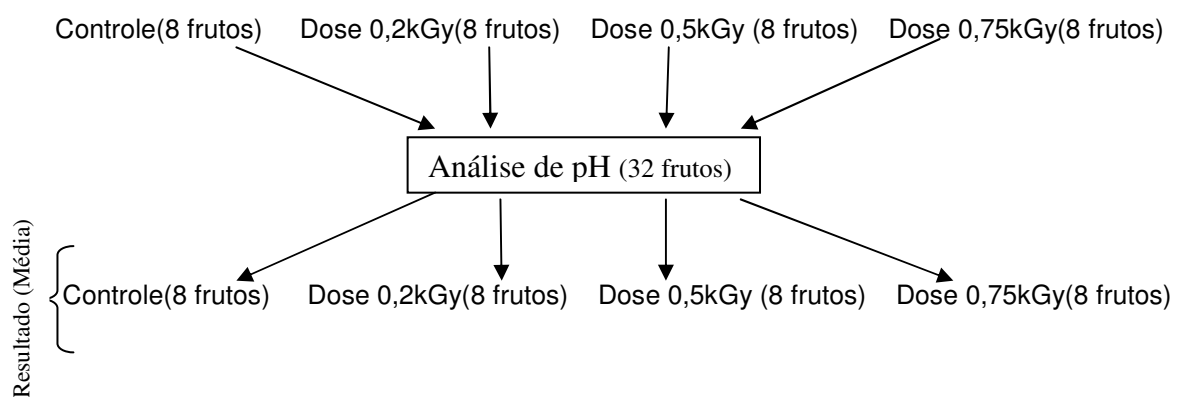 Controle(8 frutos) Dose 0,2kGy(8 frutos) Dose 0,5kGy (8 frutos) Dose 0,75kGy(8 frutos)
Análise de pH (32 frutos)
Resultado (Média)
Controle(8 frutos) Dose 0,2kGy(8 frutos) Dose 0,5kGy (8 frutos) Dose 0,75kGy(8 frutos)